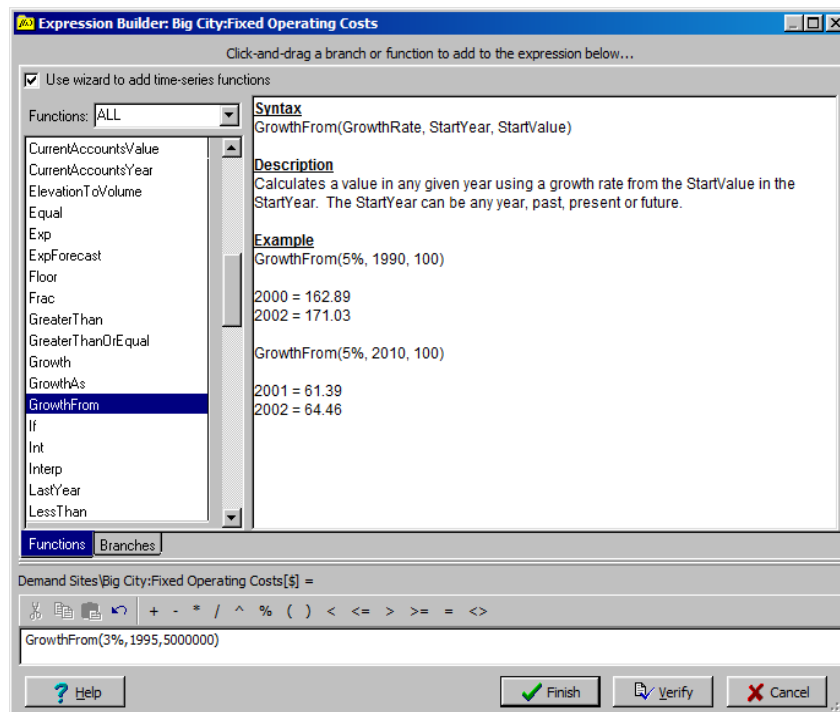 Expression Builder: Big City:Fixed Operating Costs
Click-and-drag a branch or function to add to the expression below...
Use wizard to add time-series functions
Functions: ALL
CurrentAccountsValue
CurrentAccountsYear
ElevationToVolume
Equal
Exp
ExpForecast
Floor
Frac
GreaterThan
GreaterThanOrEqual
Growth
GrowthAs
GrowthFrom
If
Int
Interp
LastYear
LessThan
Syntax
GrowthFrom(GrowthRate, StartYear, StartValue)
Description
Calculates a value in any given year using a growth rate from the StartValue in the
StartYear. The StartYear can be any year, past, present or future.
Example
GrowthFrom(5%, 1990, 100)
2000 = 162.89
2002 = 171.03
GrowthFrom(5%, 2010, 100)
2001 = 61.39
2002 = 64.46
Functions Branches
Demand Sites\Big City:Fixed Operating Costs[$] =
+ - * / ^ % ( ) < <= > >= = <>
GrowthFrom(3%,1995,5000000)
? Help Finish Verify Cancel